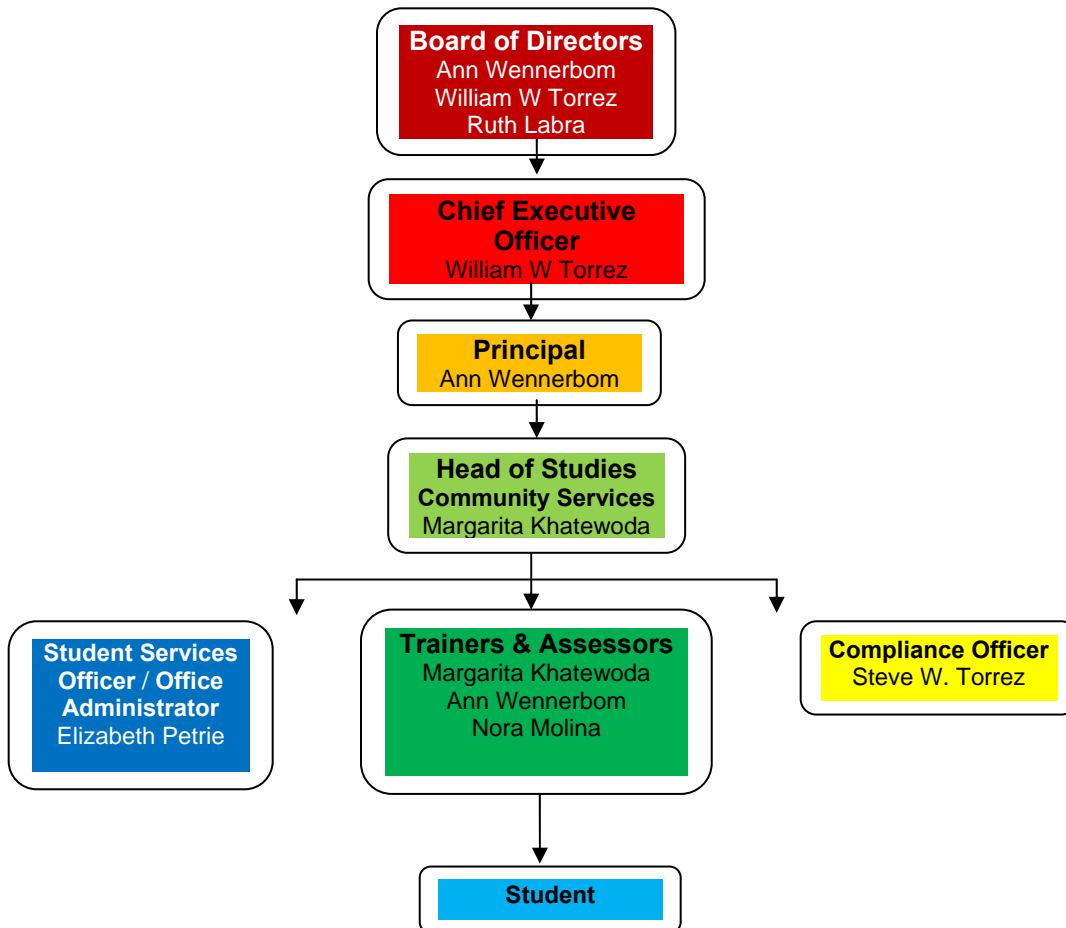 Board of Directors
Ann Wennerbom
William W Torrez
Ruth Labra
Chief Executive
Officer
William W Torrez
Principal
Ann Wennerbom
Head of Studies
Community Services
Margarita Khatewoda
Student Services
Officer / Office
Administrator
Elizabeth Petrie
Trainers & Assessors
Margarita Khatewoda
Ann Wennerbom
Nora Molina
Compliance Officer
Steve W. Torrez
Student